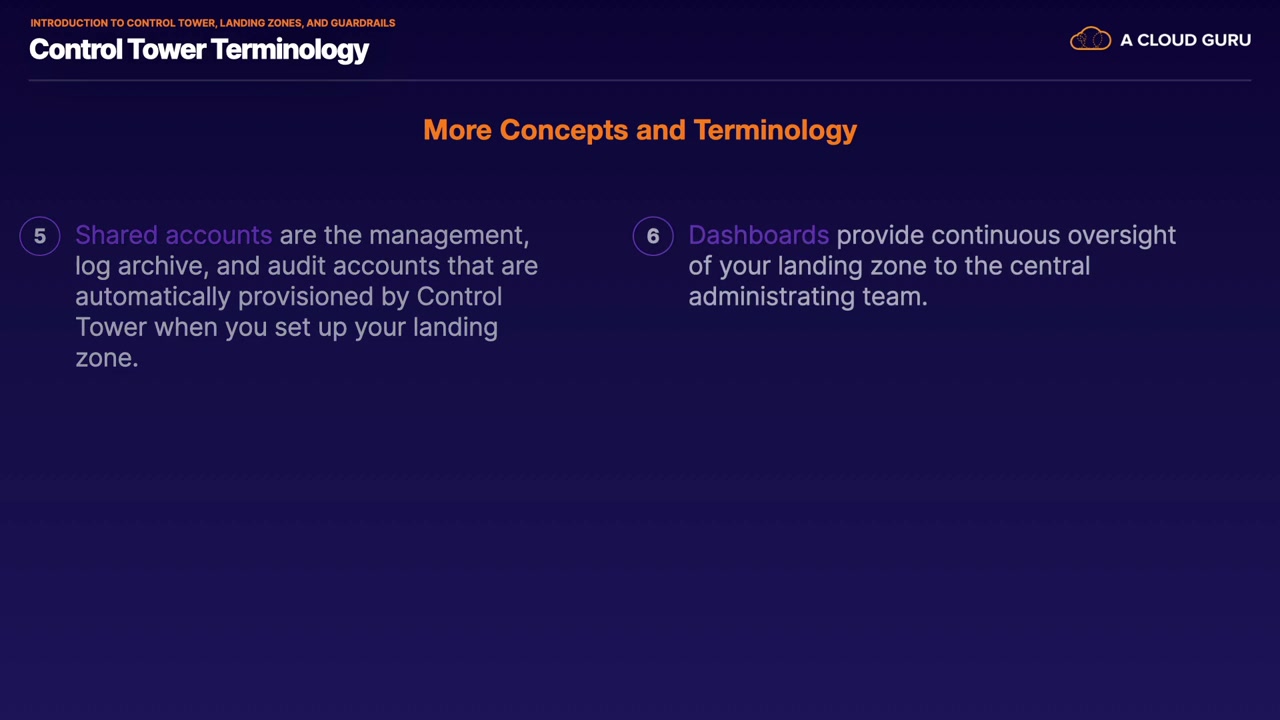 INTRODUCTION TO CONTROL TOWER, LANDING ZONES, AND GUARDRAILS
Control Tower Terminology
A CLOUD GURU
More Concepts and Terminology
5
Shared accounts are the management,
log archive, and audit accounts that are
automatically provisioned by Control
Tower when you set up your landing
zone.
6
Dashboards provide continuous oversight
of your landing zone to the central
administrating team.